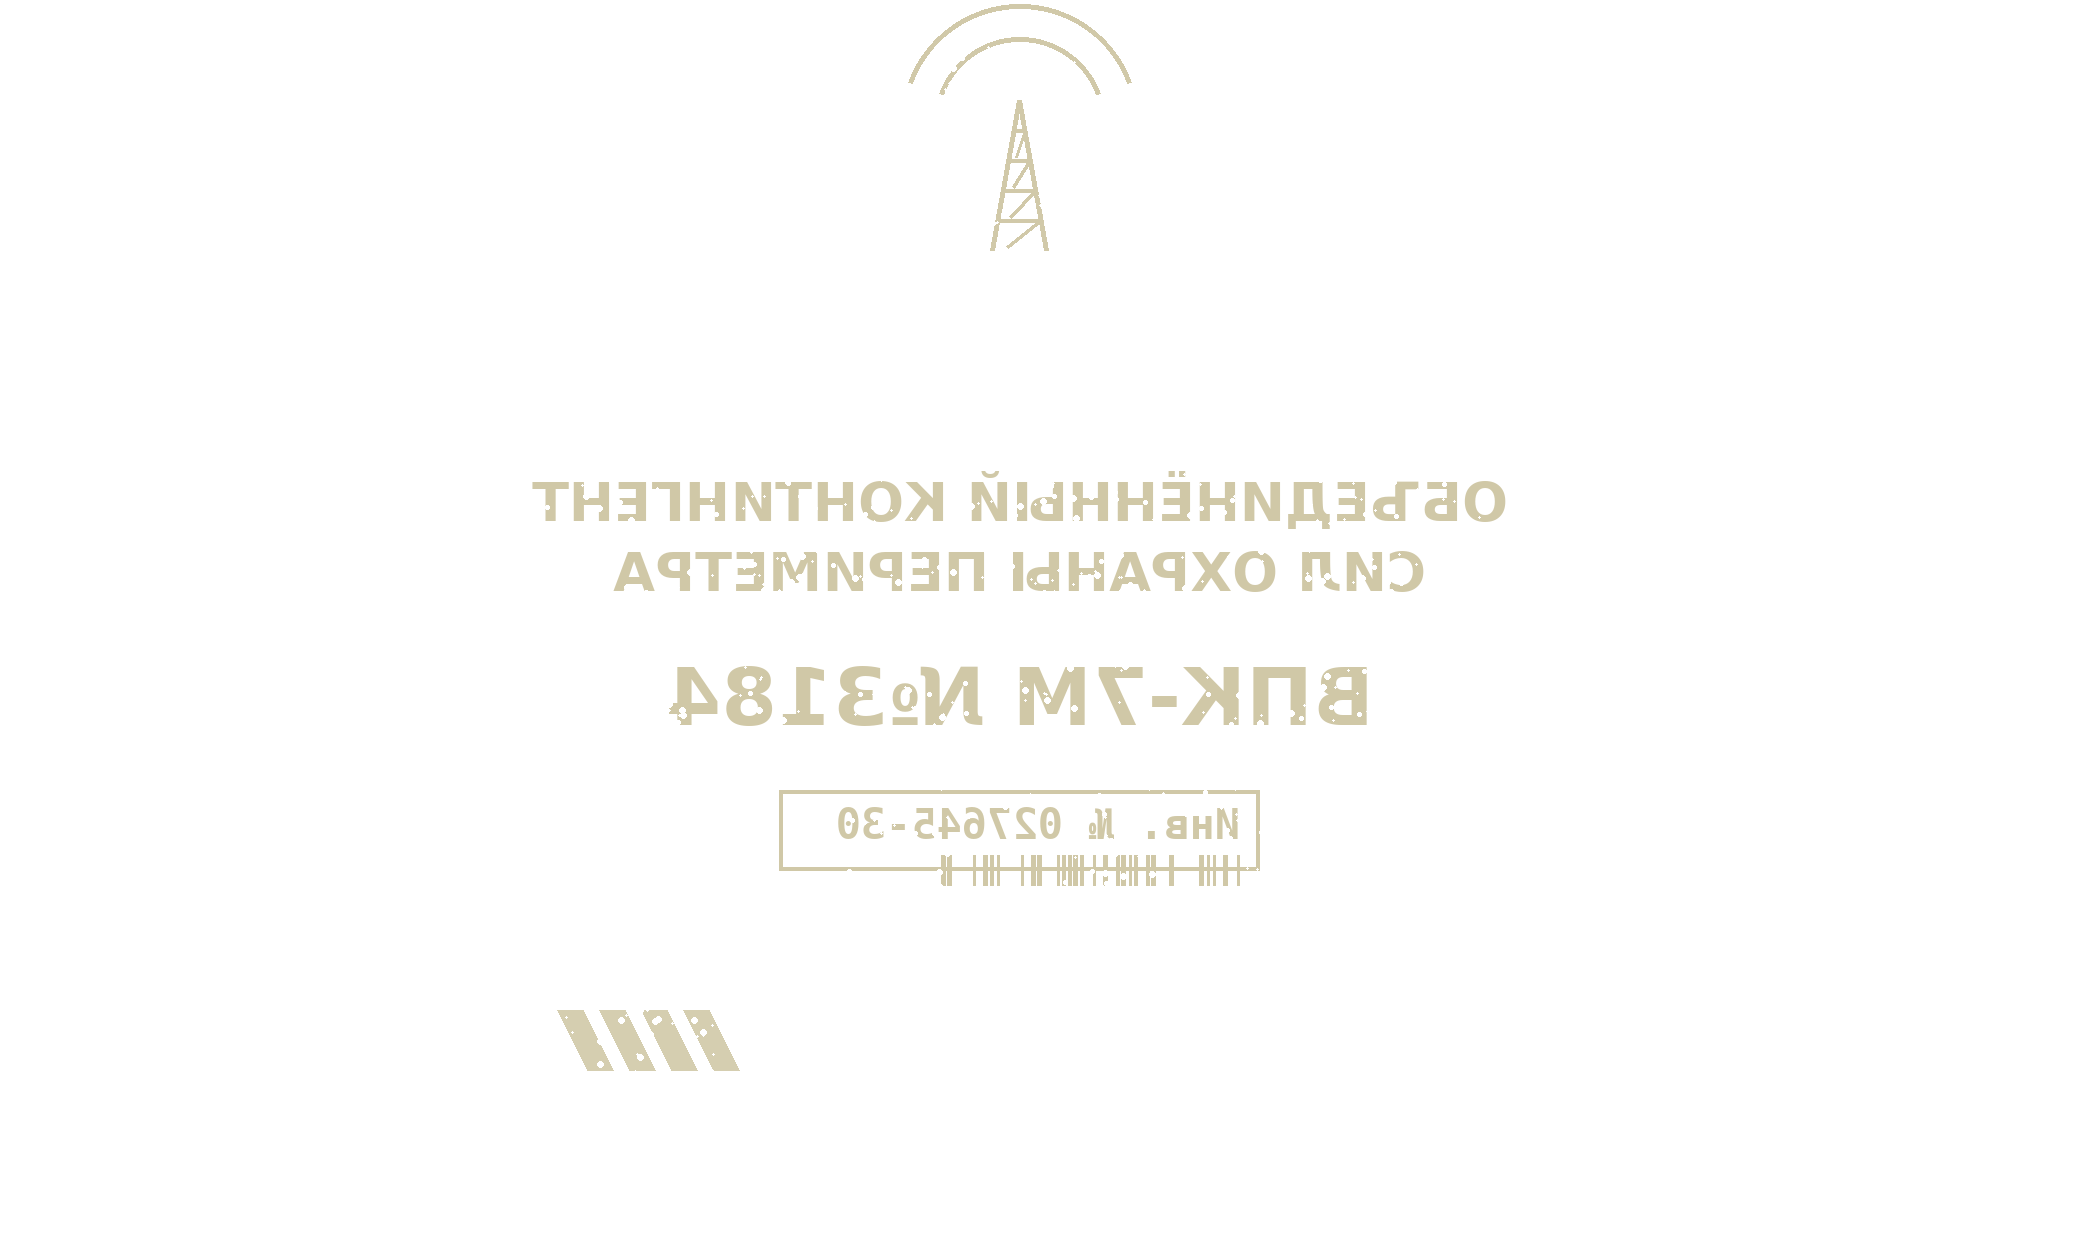 ОБЪЕДИНЁННЫЙ КОНТИНГЕНТ
СИЛ ОХРАНЫ ПЕРИМЕТРА
ВПК-7М №3184
Инв. № 027645-30